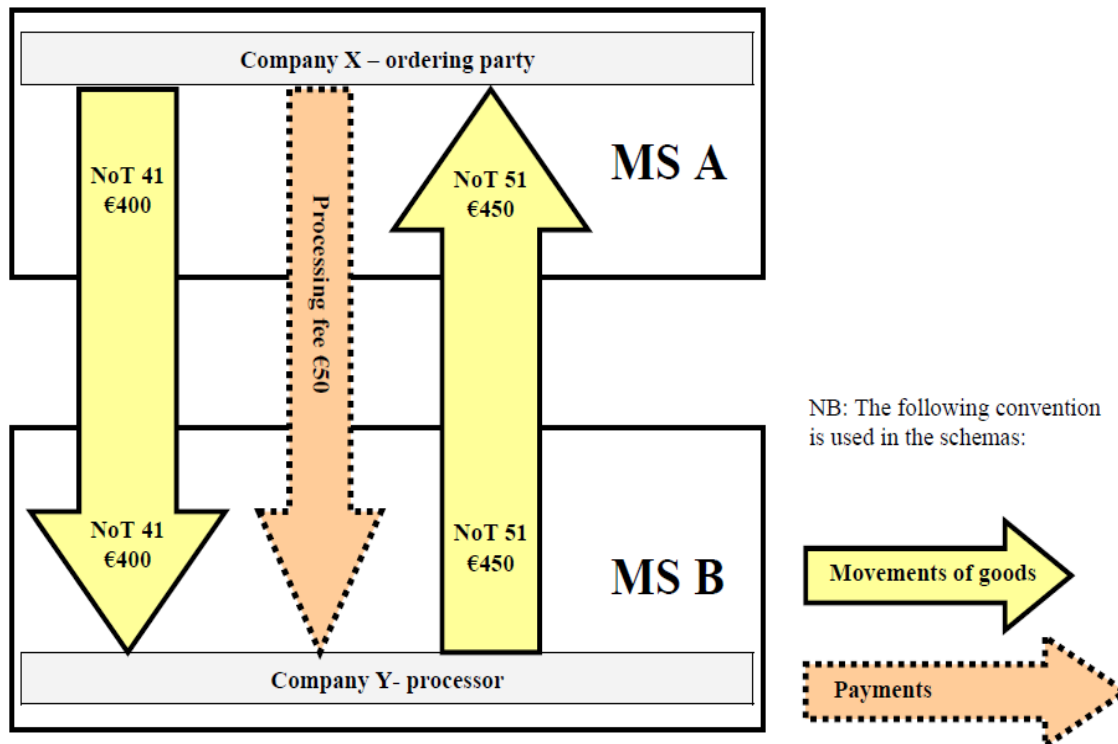 Company X – ordering party
NoT 41
€400
Processing fee €50
NoT 51
€450
MS A
NoT 41
€400
NoT 51
€450
MS B
Company Y- processor
NB: The following convention
is used in the schemas:
Movements of goods
Payments